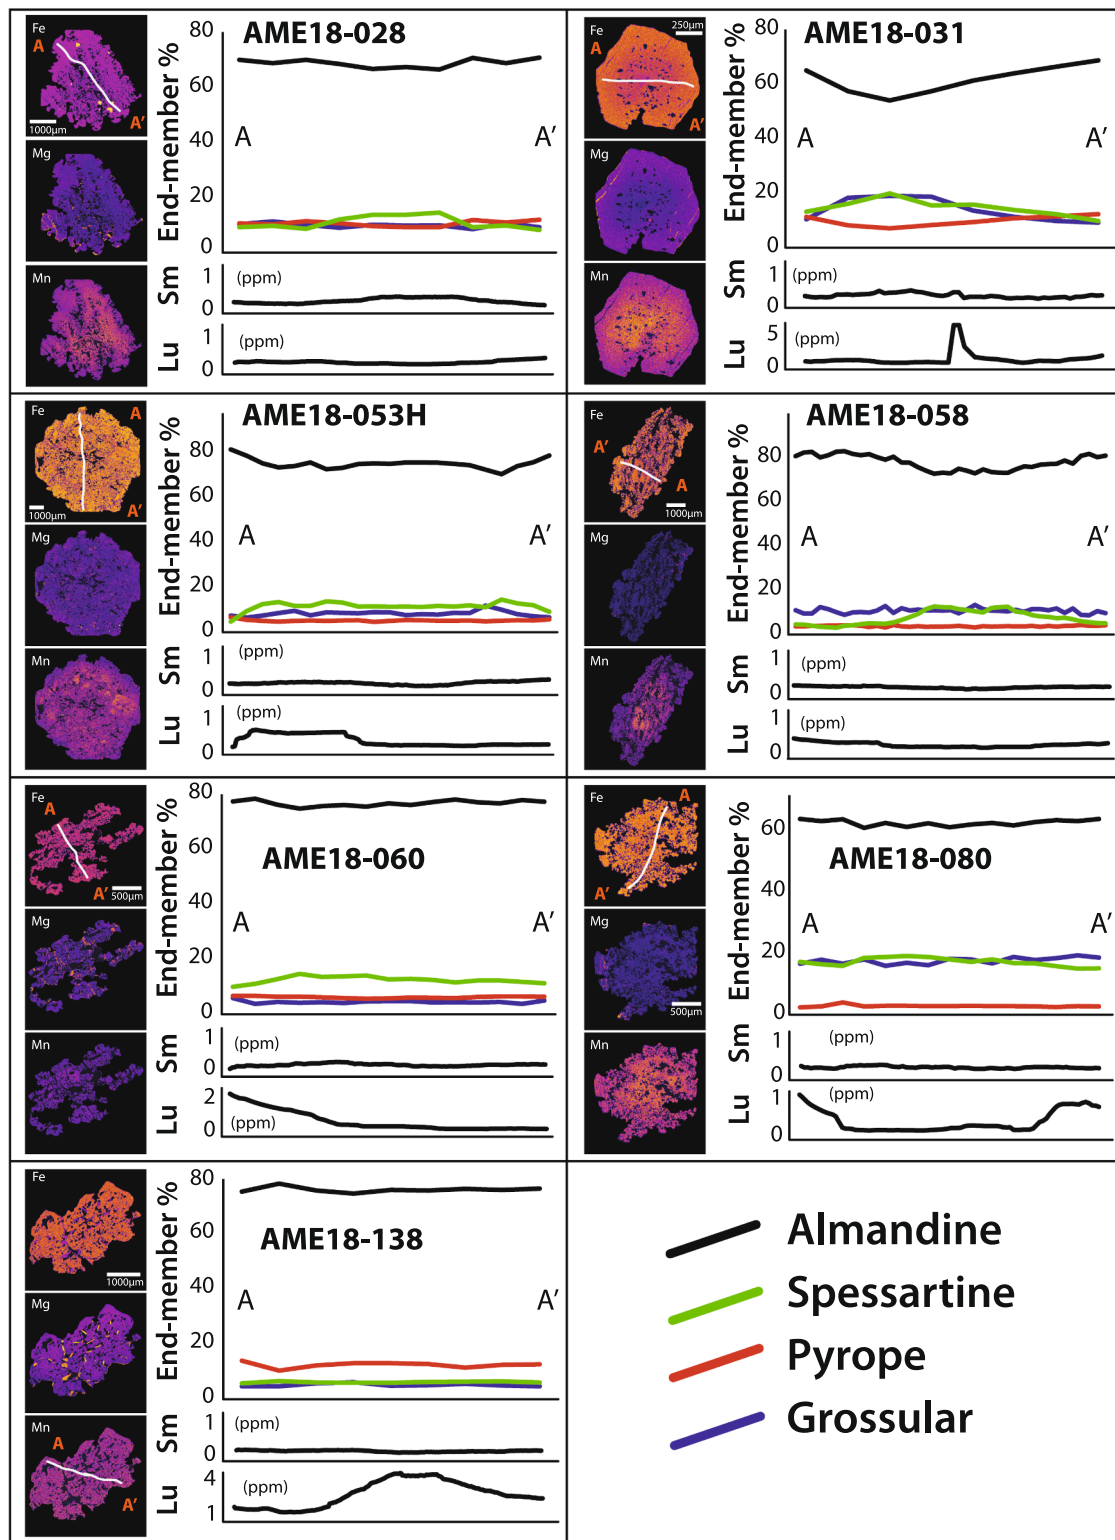 AME18-028
Fe
A
A'
1000μm
Mg
Mn
End-member %
80
60
40
20
0
A
A'
Sm
1
0
(ppm)
Lu
1
0
(ppm)
AME18-031
Fe
250μm
A
A'
Mg
Mn
End-member %
80
60
40
20
0
A
A'
Sm
1
0
(ppm)
Lu
5
0
(ppm)
AME18-053H
Fe
A
A'
1000μm
Mg
Mn
End-member %
80
60
40
20
0
A
A'
Sm
1
0
(ppm)
Lu
1
0
(ppm)
AME18-058
Fe
A'
A
1000μm
Mg
Mn
End-member %
80
60
40
20
0
A
A'
Sm
1
0
(ppm)
Lu
1
0
(ppm)
AME18-060
Fe
A
A'
500μm
Mg
Mn
End-member %
80
60
40
20
0
A
A'
Sm
1
0
(ppm)
Lu
2
0
(ppm)
AME18-080
Fe
A
A'
Mg
500μm
Mn
End-member %
60
40
20
0
A
A'
Sm
1
0
(ppm)
Lu
1
1
(ppm)
AME18-138
Fe
1000μm
Mg
Mn
A
A'
End-member %
80
60
40
20
0
A
A'
Sm
1
0
(ppm)
Lu
4
1
(ppm)
Almandine
Spessartine
Pyrope
Grossular